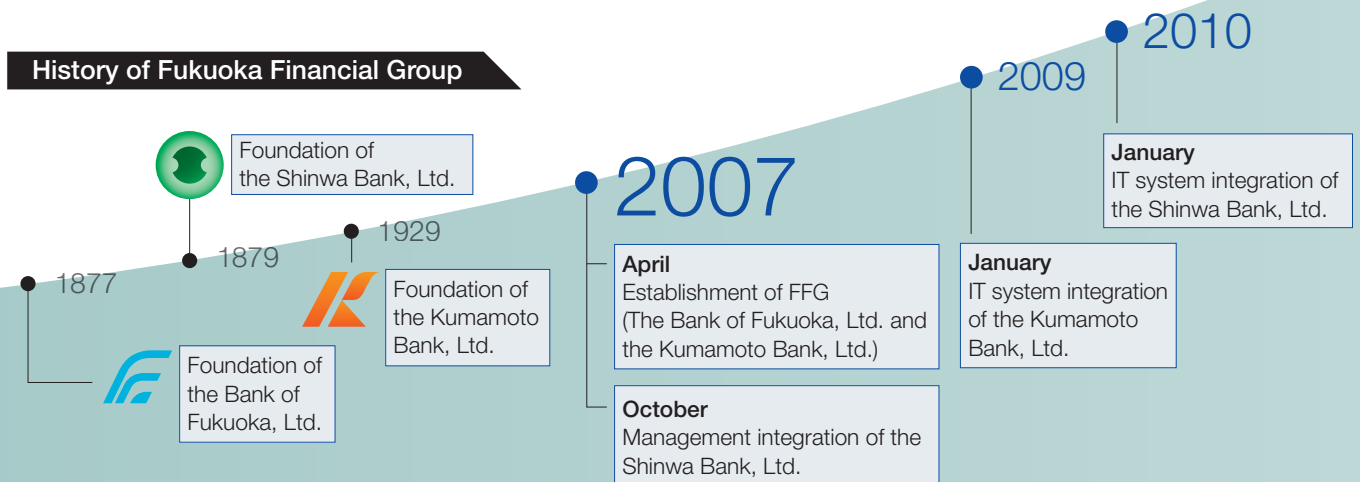 History of Fukuoka Financial Group
1877
Foundation of
the Bank of
Fukuoka, Ltd.
1879
Foundation of
the Shinwa Bank, Ltd.
1929
Foundation of
the Kumamoto
Bank, Ltd.
2007
April
Establishment of FFG
(The Bank of Fukuoka, Ltd. and
the Kumamoto Bank, Ltd.)
October
Management integration of the
Shinwa Bank, Ltd.
2009
January
IT system integration
of the Kumamoto
Bank, Ltd.
2010
January
IT system integration of
the Shinwa Bank, Ltd.